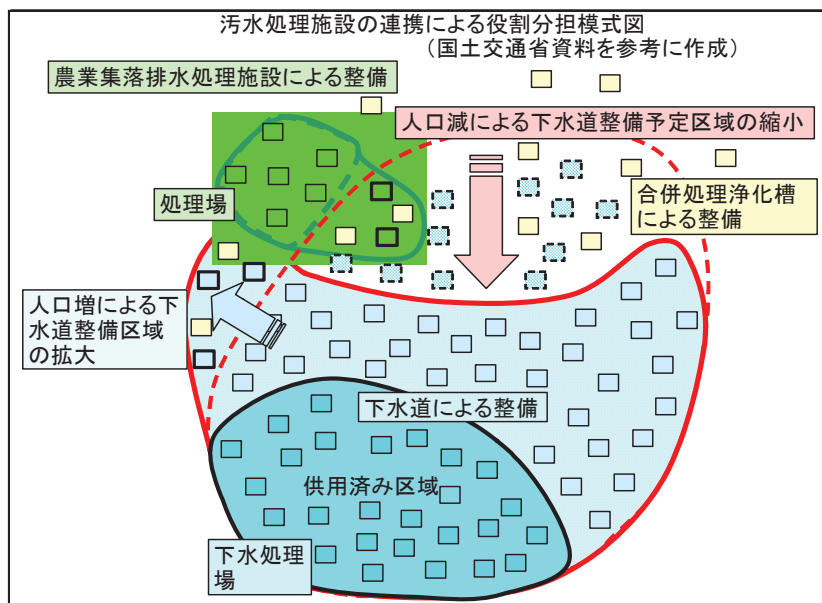 汚水処理施設の連携による役割分担模式図
（国土交通省資料を参考に作成）
農業集落排水処理施設による整備
人口減による下水道整備予定区域の縮小
処理場
合併処理浄化槽
による整備
人口増による下
水道整備区域
の拡大
下水道による整備
供用済み区域
下水処理
場